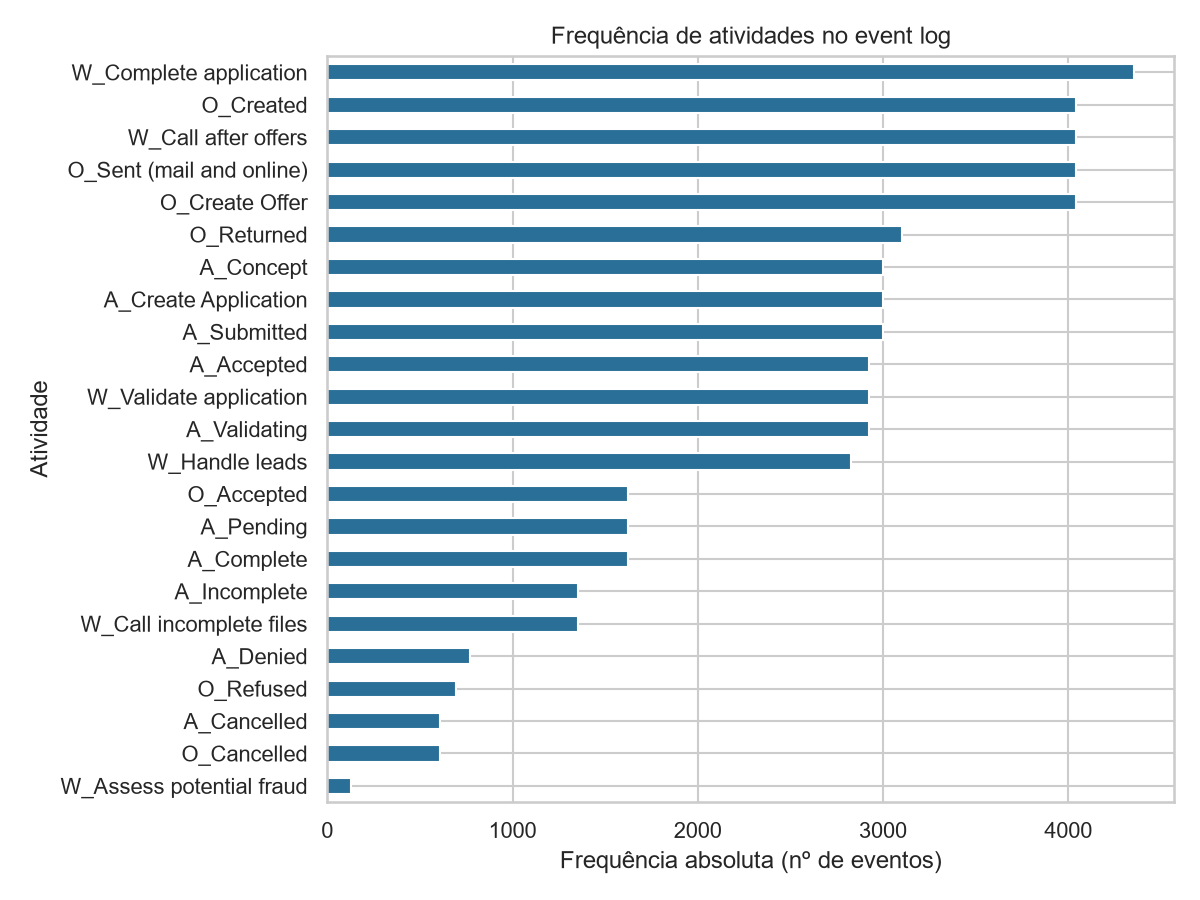 Frequência de atividades no event log
W_Complete application
O_Created
W_Call after offers
O_Sent (mail and online)
O_Create Offer
O_Returned
A_Concept
A_Create Application
A_Submitted
A_Accepted
W_Validate application
A_Validating
W_Handle leads
O_Accepted
A_Pending
A_Complete
A_Incomplete
W_Call incomplete files
A_Denied
O_Refused
A_Cancelled
O_Cancelled
W_Assess potential fraud
Atividade
0 1000 2000 3000 4000
Frequência absoluta (nº de eventos)